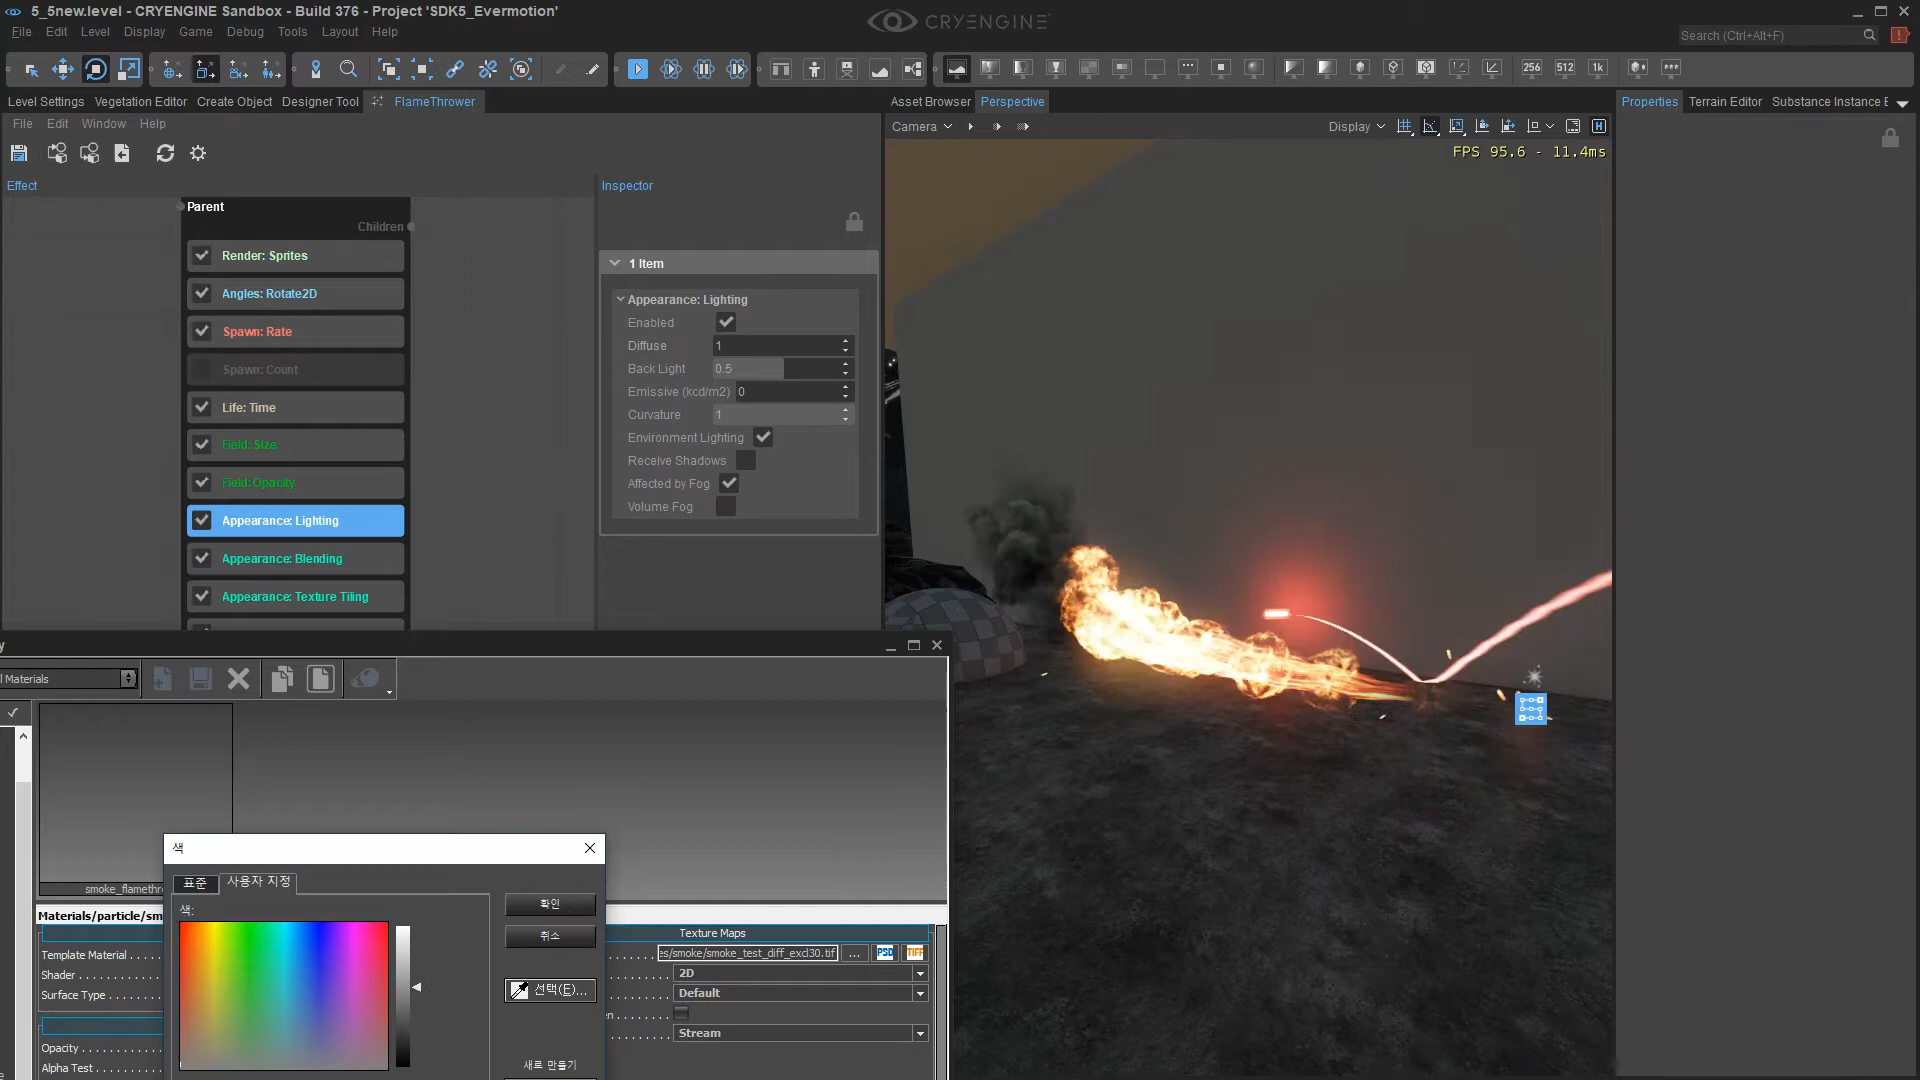 5_5new.level - CRYENGINE Sandbox - Build 376 - Project 'SDK5_Evermotion'
CRYENGINE
File Edit Level Display Game Debug Tools Layout Help
Search (Ctrl+Alt+F)
256 512 1k
Level Settings Vegetation Editor Create Object Designer Tool FlameThrower
Asset Browser Perspective
Properties Terrain Editor Substance Instance E
File Edit Window Help
Camera
Display
FPS 95.6 - 11.4ms
Effect
Inspector
Parent
Children
Render: Sprites
Angles: Rotate2D
Spawn: Rate
Spawn: Count
Life: Time
Field: Size
Field: Opacity
Appearance: Lighting
Appearance: Blending
Appearance: Texture Tiling
1 Item
Appearance: Lighting
Enabled
Diffuse 1
Back Light 0.5
Emissive (kcd/m2) 0
Curvature 1
Environment Lighting
Receive Shadows
Affected by Fog
Volume Fog
y
l Materials
smoke_flamethr
Materials/particle/sm
Template Material
Shader
Surface Type
Opacity
Alpha Test
색
표준 사용자 지정
색:
확인
취소
선택(E)...
새로 만들기
Texture Maps
es/smoke/smoke_test_diff_excl30.tif ... PSD TIFF
2D
Default
en
Stream